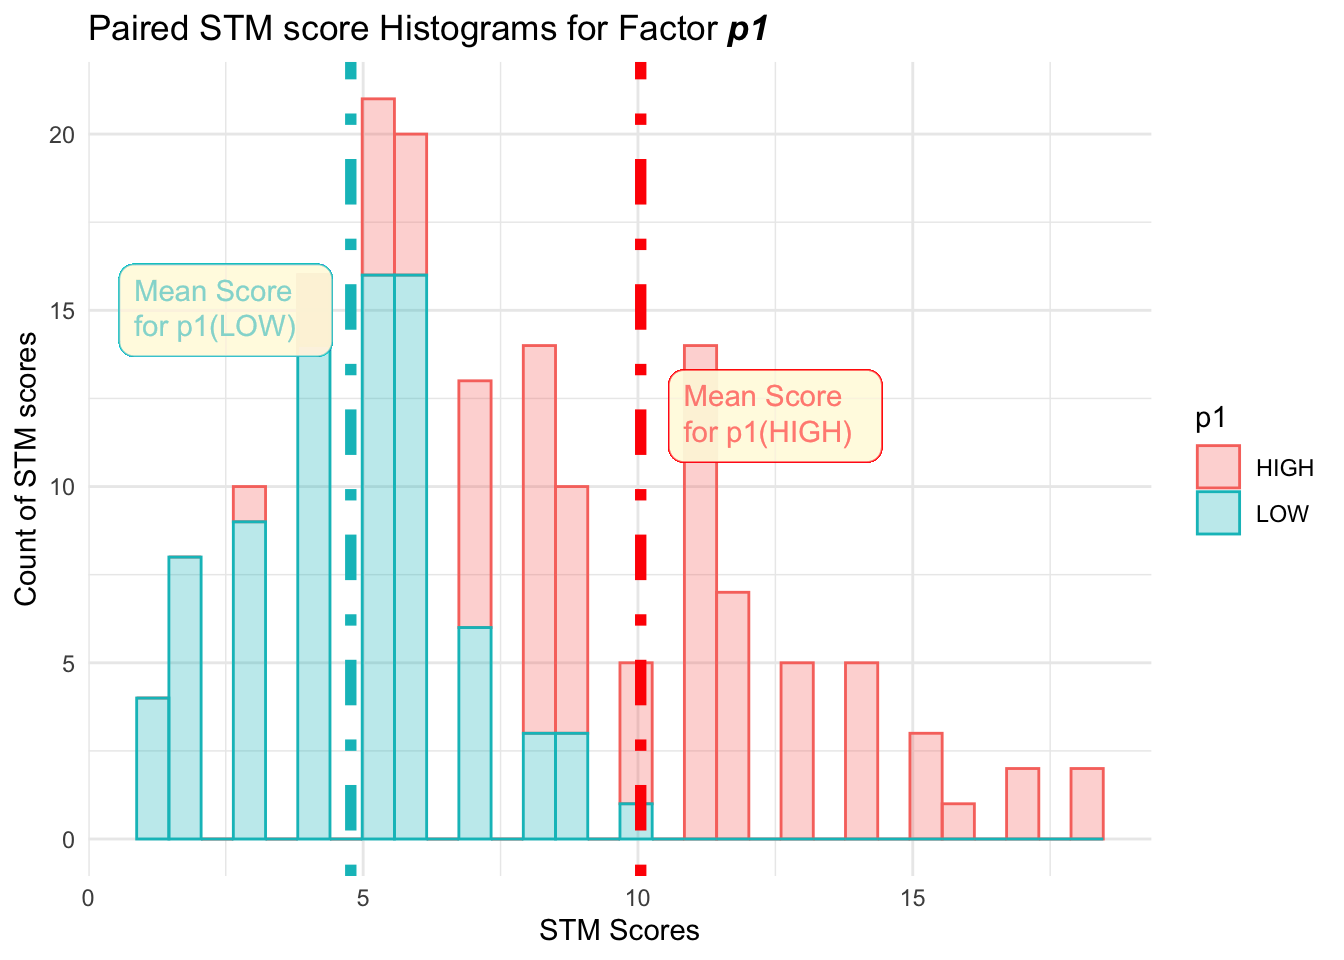 Paired STM score Histograms for Factor p1
Count of STM scores
20
15
10
5
0
Mean Score
for p1(LOW)
Mean Score
for p1(HIGH)
p1
HIGH
LOW
0
5
10
15
STM Scores